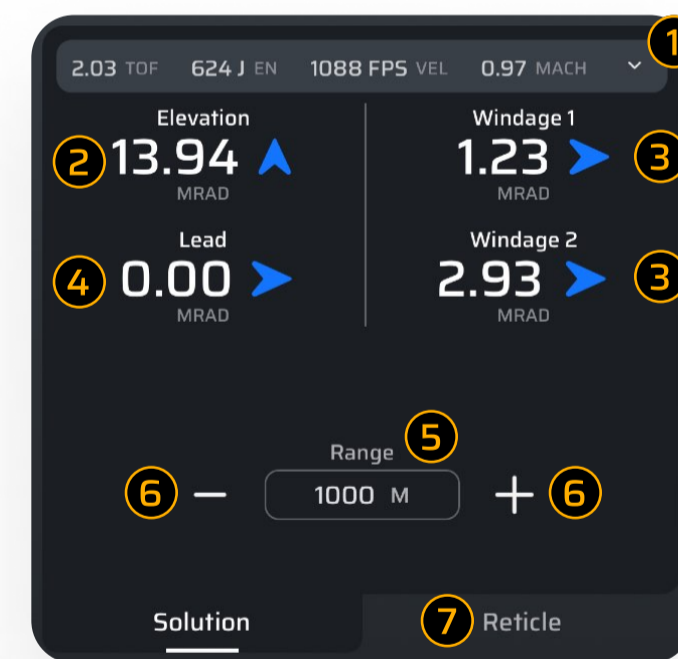 2.03 TOF 624 J EN 1088 FPS VEL 0.97 MACH 1
Elevation Windage 1
2 13.94 1.23 3
MRAD MRAD
Lead Windage 2
4 0.00 2.93 3
MRAD MRAD
Range 5
6 − 1000 M + 6
Solution 7 Reticle